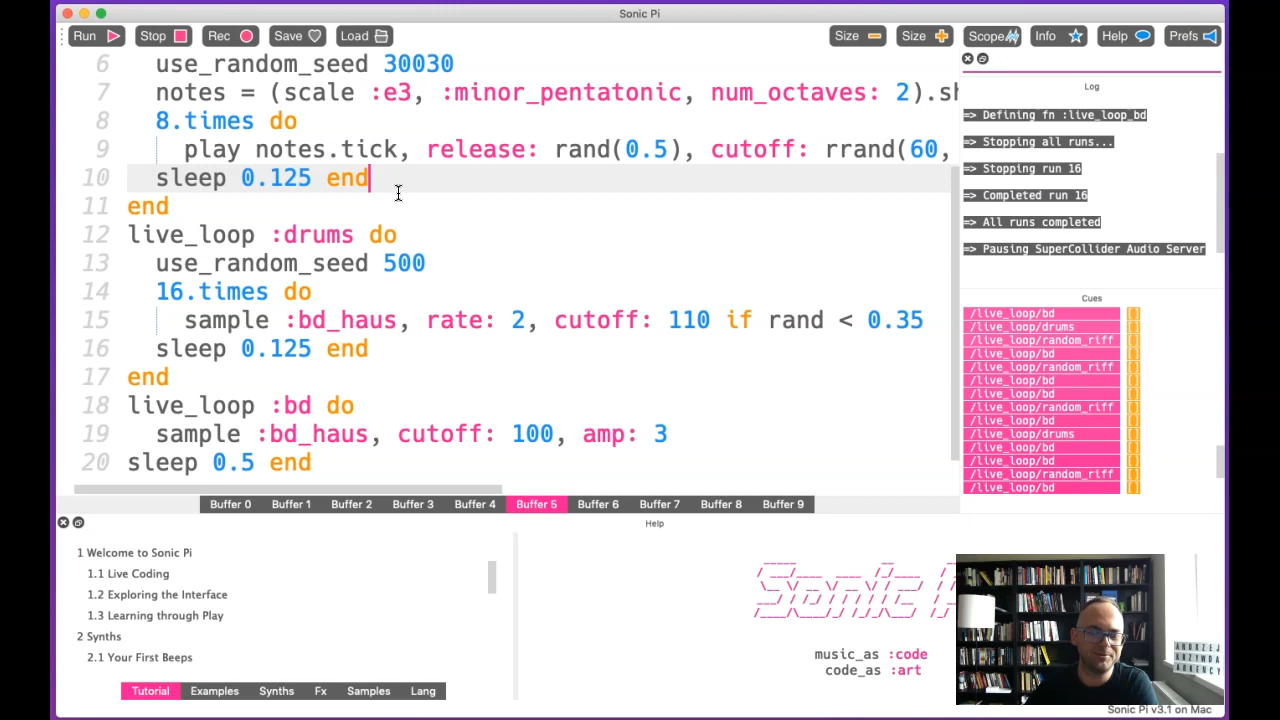 Sonic Pi
Run Stop Rec Save Load Size Size Scope Info Help Prefs
6 use_random_seed 30030
7 notes = (scale :e3, :minor_pentatonic, num_octaves: 2).sh
8 8.times do
9 play notes.tick, release: rand(0.5), cutoff: rrand(60,
10 sleep 0.125 end
11 end
12 live_loop :drums do
13 use_random_seed 500
14 16.times do
15 sample :bd_haus, rate: 2, cutoff: 110 if rand < 0.35
16 sleep 0.125 end
17 end
18 live_loop :bd do
19 sample :bd_haus, cutoff: 100, amp: 3
20 sleep 0.5 end
Buffer 0 Buffer 1 Buffer 2 Buffer 3 Buffer 4 Buffer 5 Buffer 6 Buffer 7 Buffer 8 Buffer 9
Log
=> Defining fn :live_loop_bd
=> Stopping all runs...
=> Stopping run 16
=> Completed run 16
=> All runs completed
=> Pausing SuperCollider Audio Server
Cues
/live_loop/bd []
/live_loop/drums []
/live_loop/random_riff []
/live_loop/bd []
/live_loop/random_riff []
/live_loop/bd []
/live_loop/bd []
/live_loop/random_riff []
/live_loop/bd []
/live_loop/drums []
/live_loop/bd []
/live_loop/bd []
/live_loop/random_riff []
/live_loop/bd []
Help
1 Welcome to Sonic Pi
1.1 Live Coding
1.2 Exploring the Interface
1.3 Learning through Play
2 Synths
2.1 Your First Beeps
Tutorial Examples Synths Fx Samples Lang
Sonic
music_as :code
code_as :art
ANDRZEJ
KRZYWDA
ARKENCY
Sonic Pi v3.1 on Mac